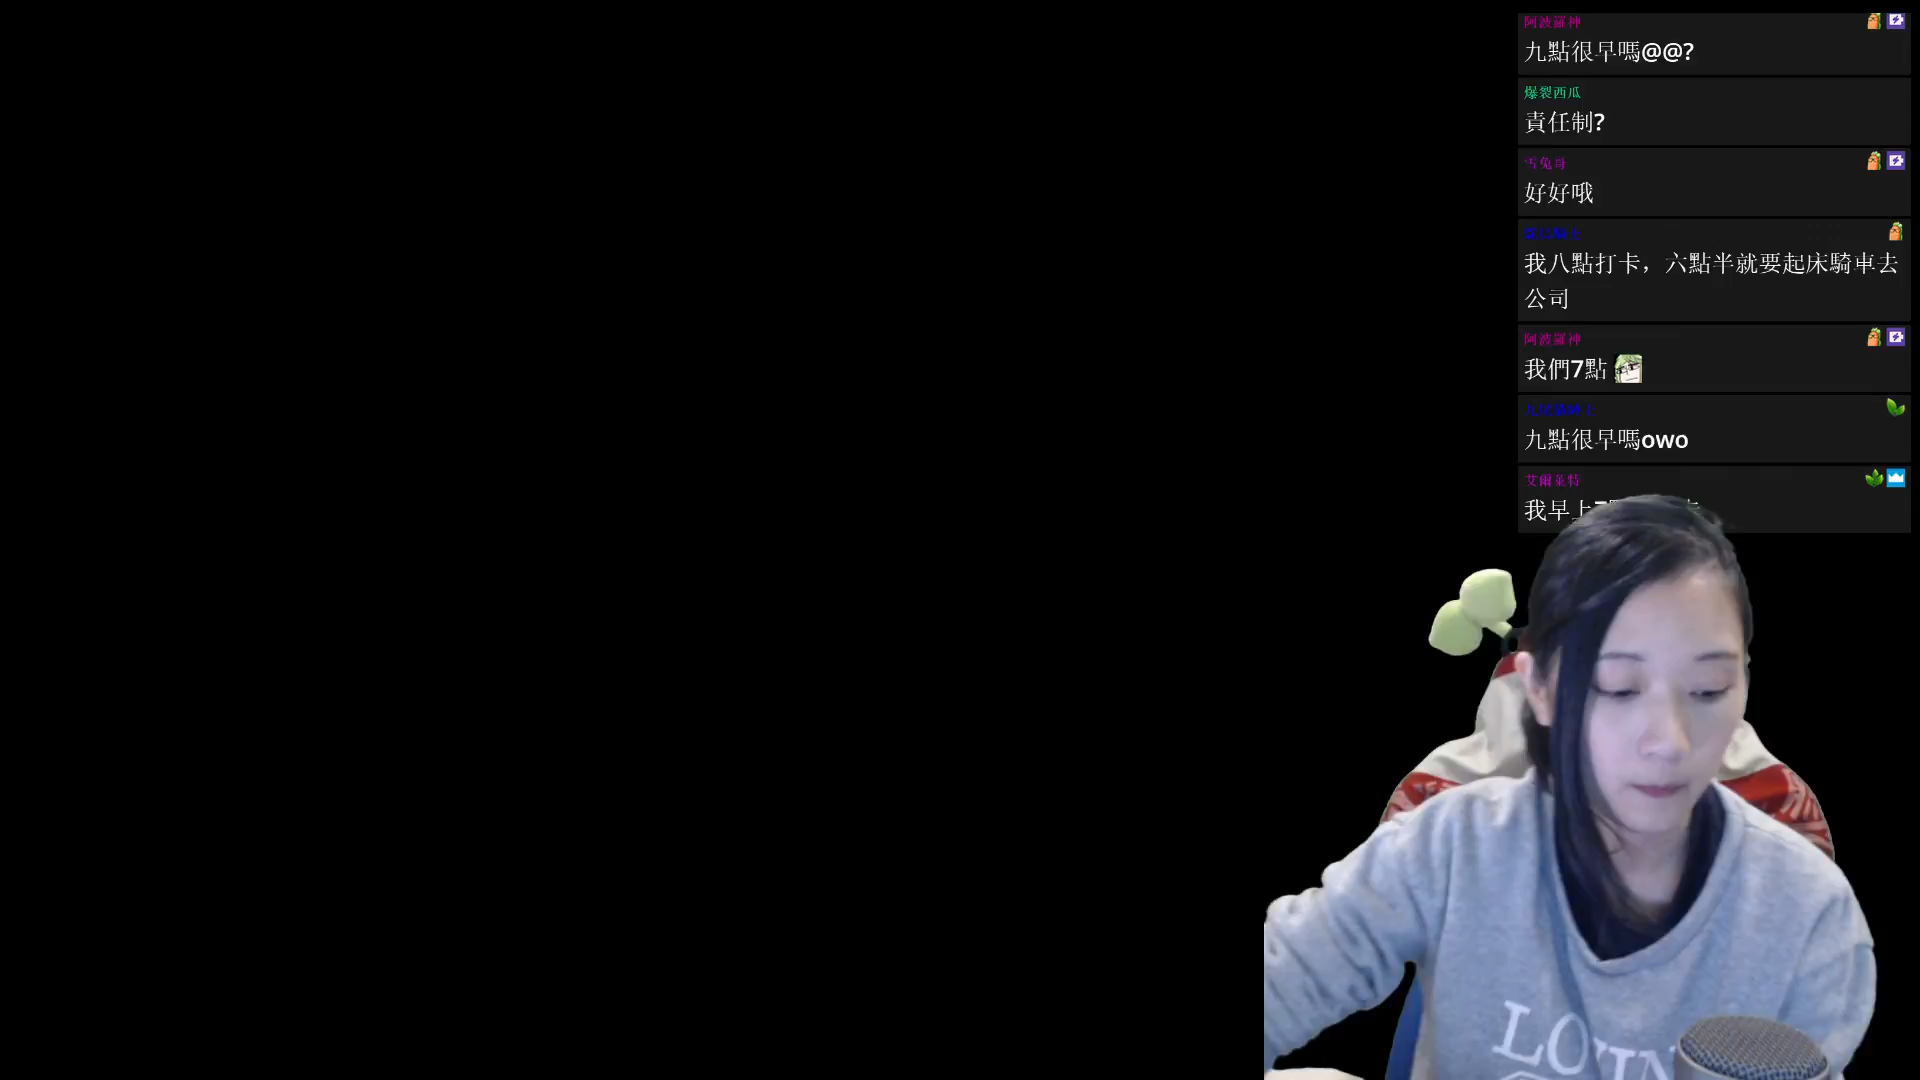 阿波羅神
九點很早嗎@@?
爆裂西瓜
責任制?
雪兔哥
好好哦
我八點打卡，六點半就要起床騎車去
公司
阿波羅神
我們7點
九點很早嗎owo
艾爾萊特
我早上